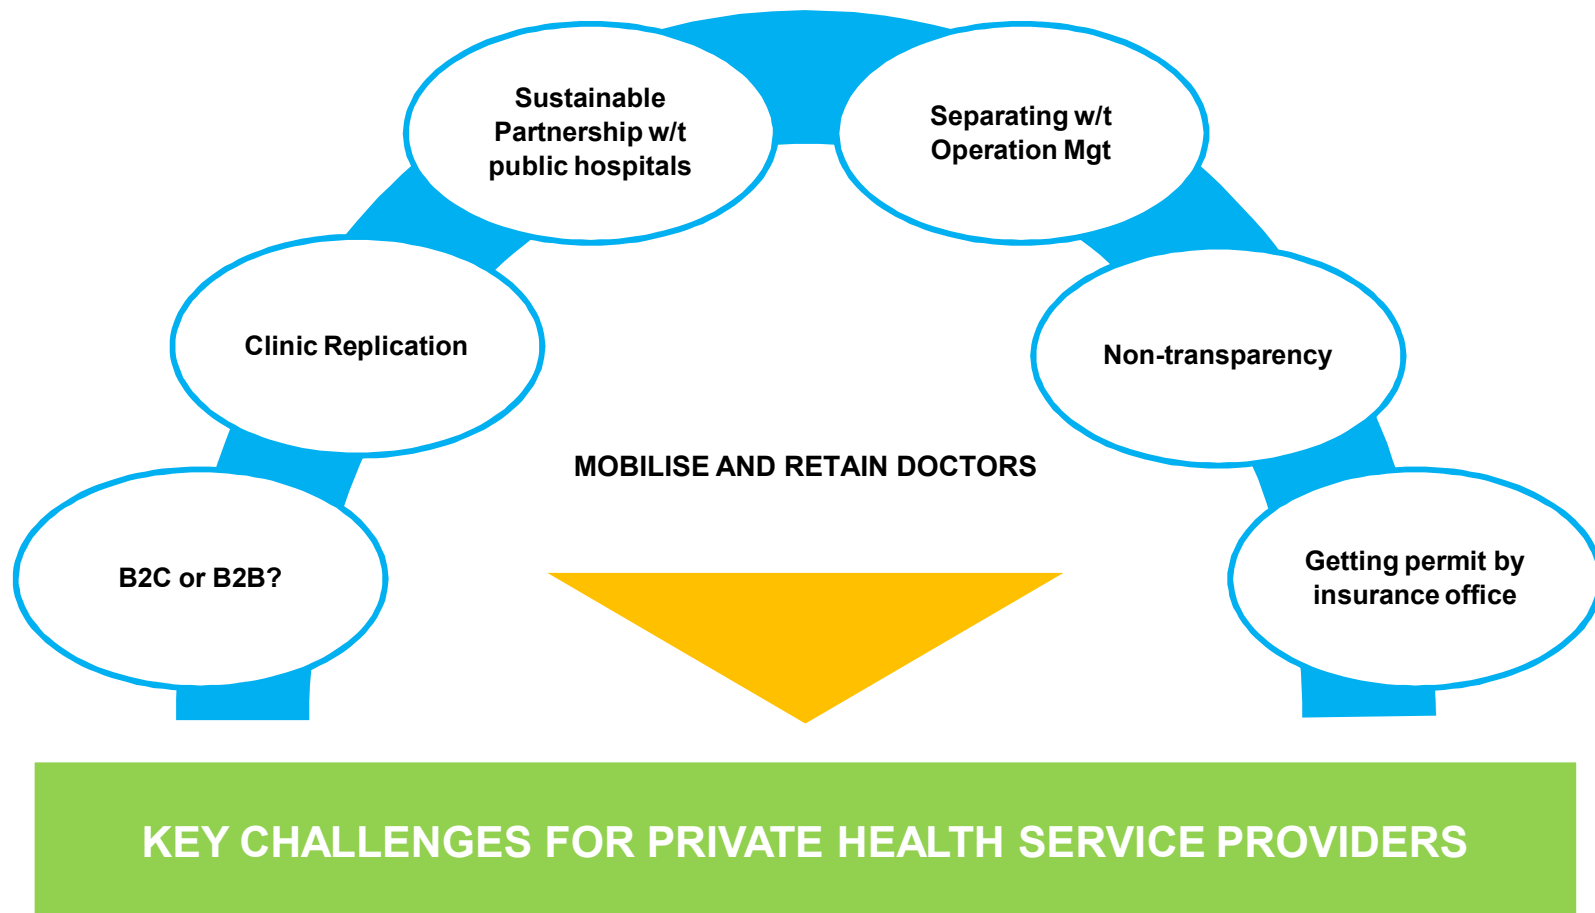 Sustainable
Partnership w/t
public hospitals
Separating w/t
Operation Mgt
Clinic Replication
Non-transparency
MOBILISE AND RETAIN DOCTORS
B2C or B2B?
Getting permit by
insurance office
KEY CHALLENGES FOR PRIVATE HEALTH SERVICE PROVIDERS